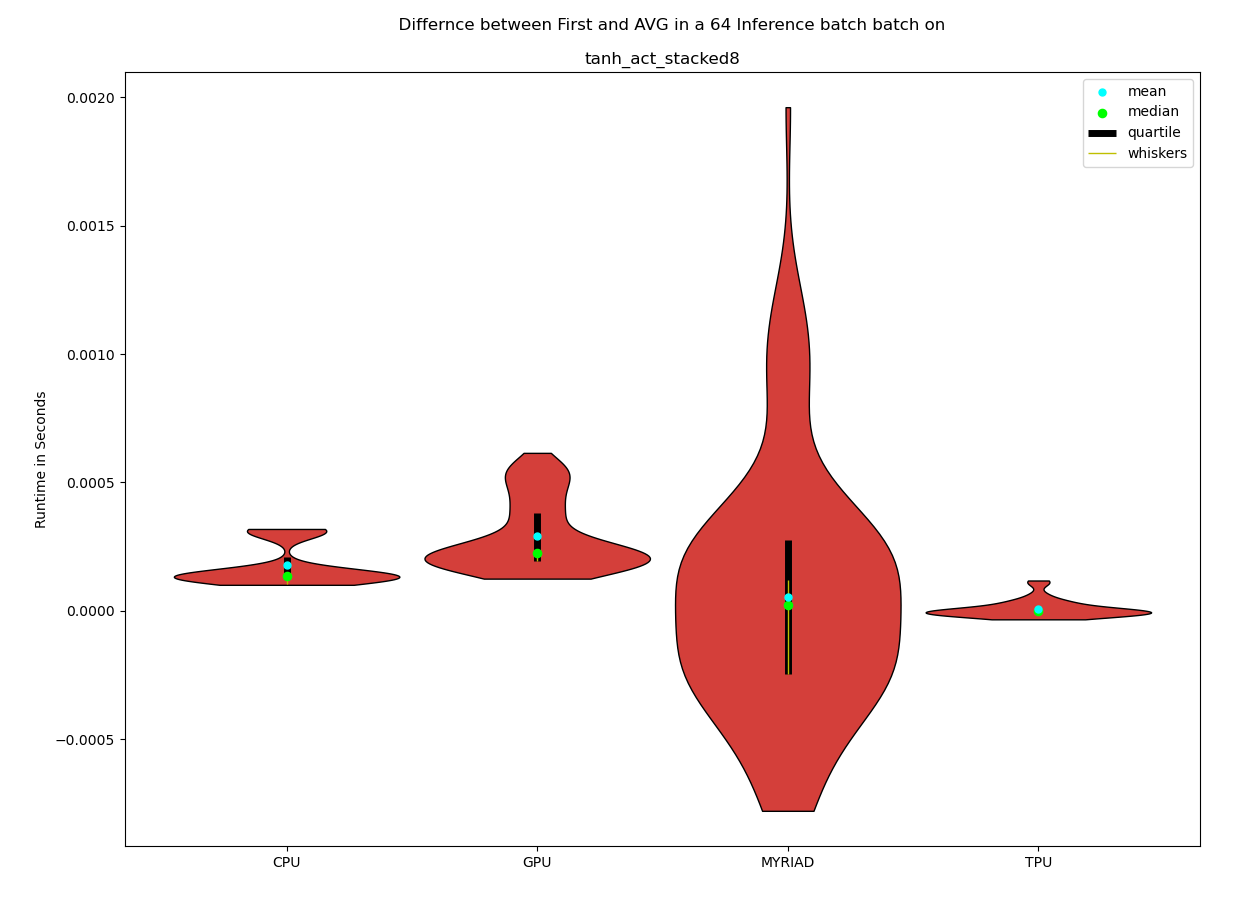 Differnce between First and AVG in a 64 Inference batch batch on
tanh_act_stacked8
mean
median
quartile
whiskers
0.0020
0.0015
0.0010
0.0005
0.0000
−0.0005
Runtime in Seconds
CPU
GPU
MYRIAD
TPU